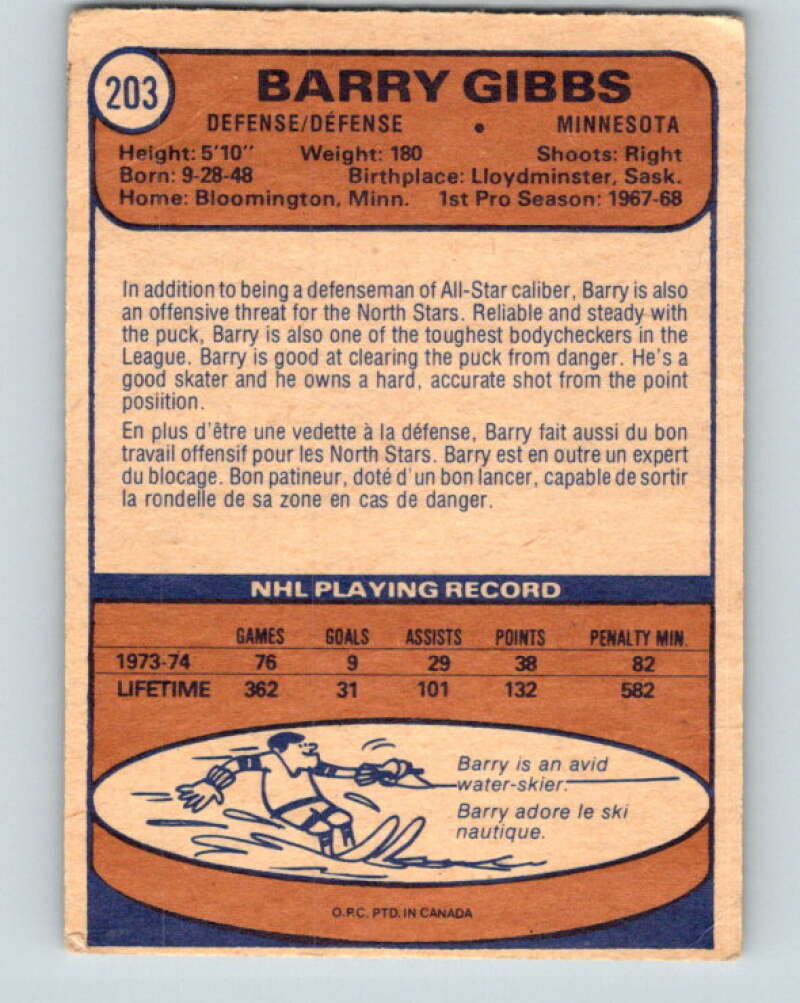 203
BARRY GIBBS
DEFENSE/DÉFENSE • MINNESOTA
Height: 5'10" Weight: 180 Shoots: Right
Born: 9-28-48 Birthplace: Lloydminster, Sask.
Home: Bloomington, Minn. 1st Pro Season: 1967-68
In addition to being a defenseman of All-Star caliber, Barry is also
an offensive threat for the North Stars. Reliable and steady with
the puck, Barry is also one of the toughest bodycheckers in the
League. Barry is good at clearing the puck from danger. He's a
good skater and he owns a hard, accurate shot from the point
posiition.
En plus d'être une vedette à la défense, Barry fait aussi du bon
travail offensif pour les North Stars. Barry est en outre un expert
du blocage. Bon patineur, doté d'un bon lancer, capable de sortir
la rondelle de sa zone en cas de danger.
NHL PLAYING RECORD
GAMES GOALS ASSISTS POINTS PENALTY MIN.
1973-74 76 9 29 38 82
LIFETIME 362 31 101 132 582
Barry is an avid
water-skier.
Barry adore le ski
nautique.
O.P.C. PTD. IN CANADA